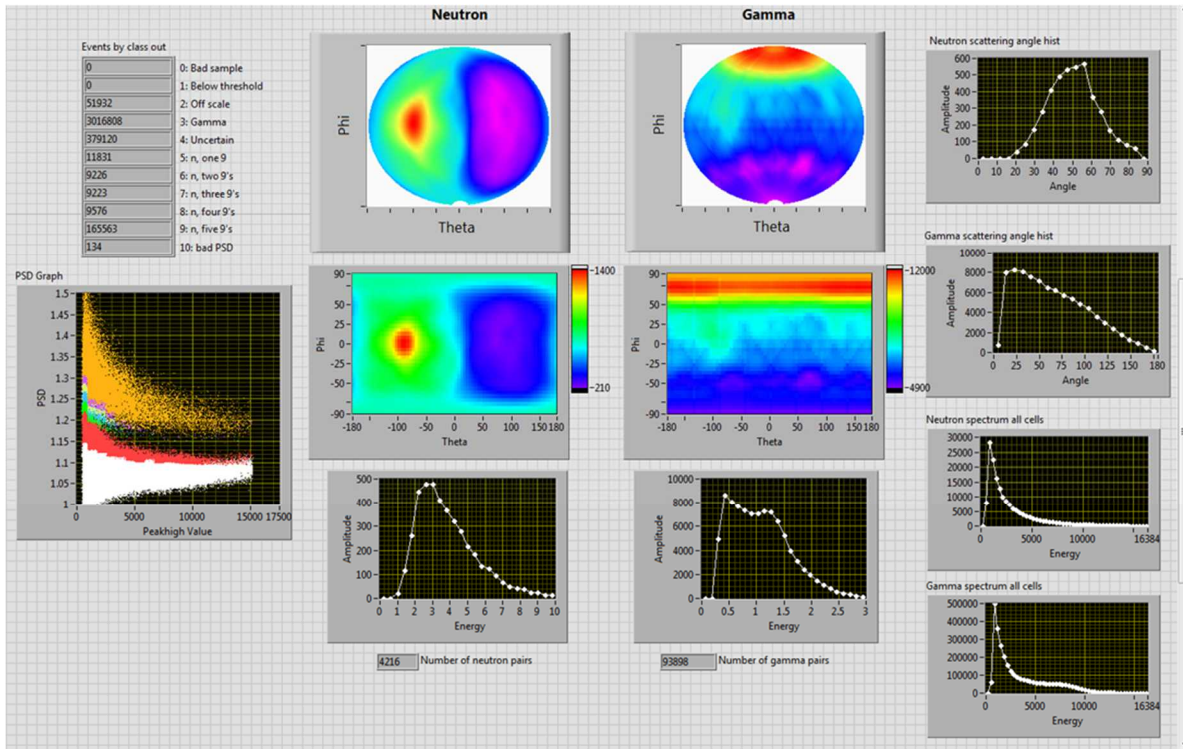 Neutron
Gamma
Events by class out
0 0: Bad sample
0 1: Below threshold
51932 2: Off scale
3016808 3: Gamma
379120 4: Uncertain
11831 5: n, one 9
9226 6: n, two 9's
9223 7: n, three 9's
9576 8: n, four 9's
165563 9: n, five 9's
134 10: bad PSD
Phi
Theta
Phi
Theta
Neutron scattering angle hist
600
500
400
300
200
100
0
Amplitude
0 10 20 30 40 50 60 70 80 90
Angle
PSD Graph
1.5
1.45
1.4
1.35
1.3
1.25
1.2
1.15
1.1
1.05
1
PSD
0 5000 10000 15000 17500
Peakhigh Value
90
50
25
0
-25
-50
-90
Phi
-180 -100 -50 0 50 100 180
Theta
-1400
-210
90
50
25
0
-25
-50
-90
Phi
-180 -100 -50 0 50 100 180
Theta
-12000
-4900
Gamma scattering angle hist
10000
8000
6000
4000
2000
0
Amplitude
0 25 50 75 100 125 150 180
Angle
500
400
300
200
100
0
Amplitude
0 1 2 3 4 5 6 7 8 9 10
Energy
4216 Number of neutron pairs
10000
8000
6000
4000
2000
0
Amplitude
0 0.5 1 1.5 2 2.5 3
Energy
93898 Number of gamma pairs
Neutron spectrum all cells
30000
25000
20000
15000
10000
5000
0
Amplitude
0 10000 16384
Energy
Gamma spectrum all cells
500000
400000
300000
200000
100000
0
Amplitude
0 10000 16384
Energy